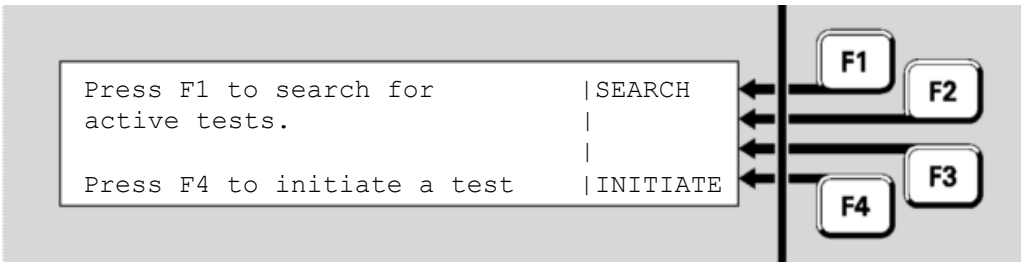 Press F1 to search for |SEARCH
active tests. |
|
Press F4 to initiate a test |INITIATE
F1
F2
F3
F4